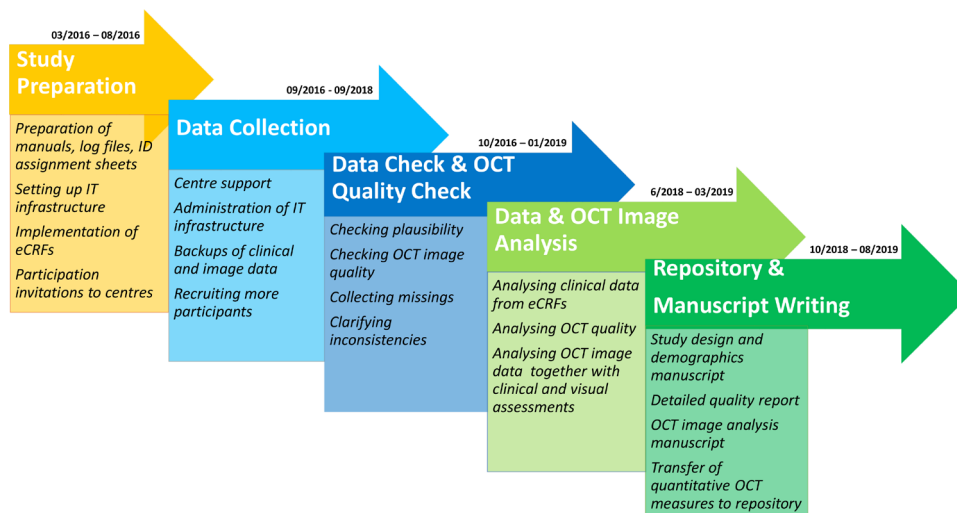 03/2016 – 08/2016
Study
Preparation
Preparation of
manuals, log files, ID
assignment sheets
Setting up IT
infrastructure
Implementation of
eCRFs
Participation
invitations to centres
09/2016 - 09/2018
Data Collection
Centre support
Administration of IT
infrastructure
Backups of clinical
and image data
Recruiting more
participants
10/2016 – 01/2019
Data Check & OCT
Quality Check
Checking plausibility
Checking OCT image
quality
Collecting missings
Clarifying
inconsistencies
6/2018 – 03/2019
Data & OCT Image
Analysis
Analysing clinical data
from eCRFs
Analysing OCT quality
Analysing OCT image
data together with
clinical and visual
assessments
10/2018 – 08/2019
Repository &
Manuscript Writing
Study design and
demographics
manuscript
Detailed quality report
OCT image analysis
manuscript
Transfer of
quantitative OCT
measures to repository